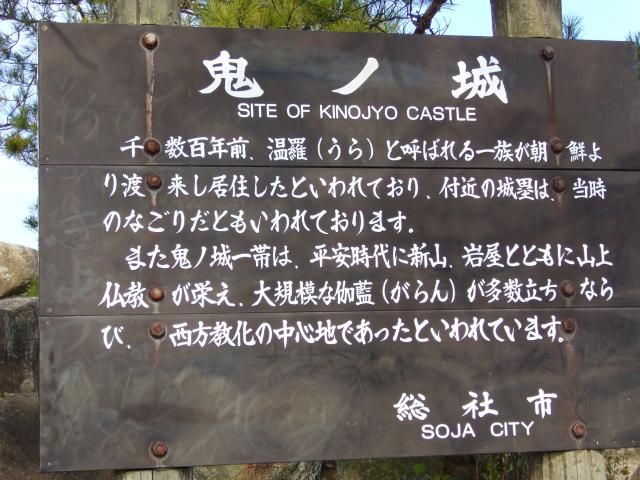 鬼ノ城
SITE OF KINOJYO CASTLE
千数百年前、温羅(うら)と呼ばれる一族が朝鮮よ
り渡来し居住したといわれており、付近の城塁は、当時
のなごりだともいわれております。
また鬼ノ城一帯は、平安時代に新山、岩屋とともに山上
仏教が栄え、大規模な伽藍(がらん)が多数立ちなら
び、西方教化の中心地であったといわれています。
総社市
SOJA CITY